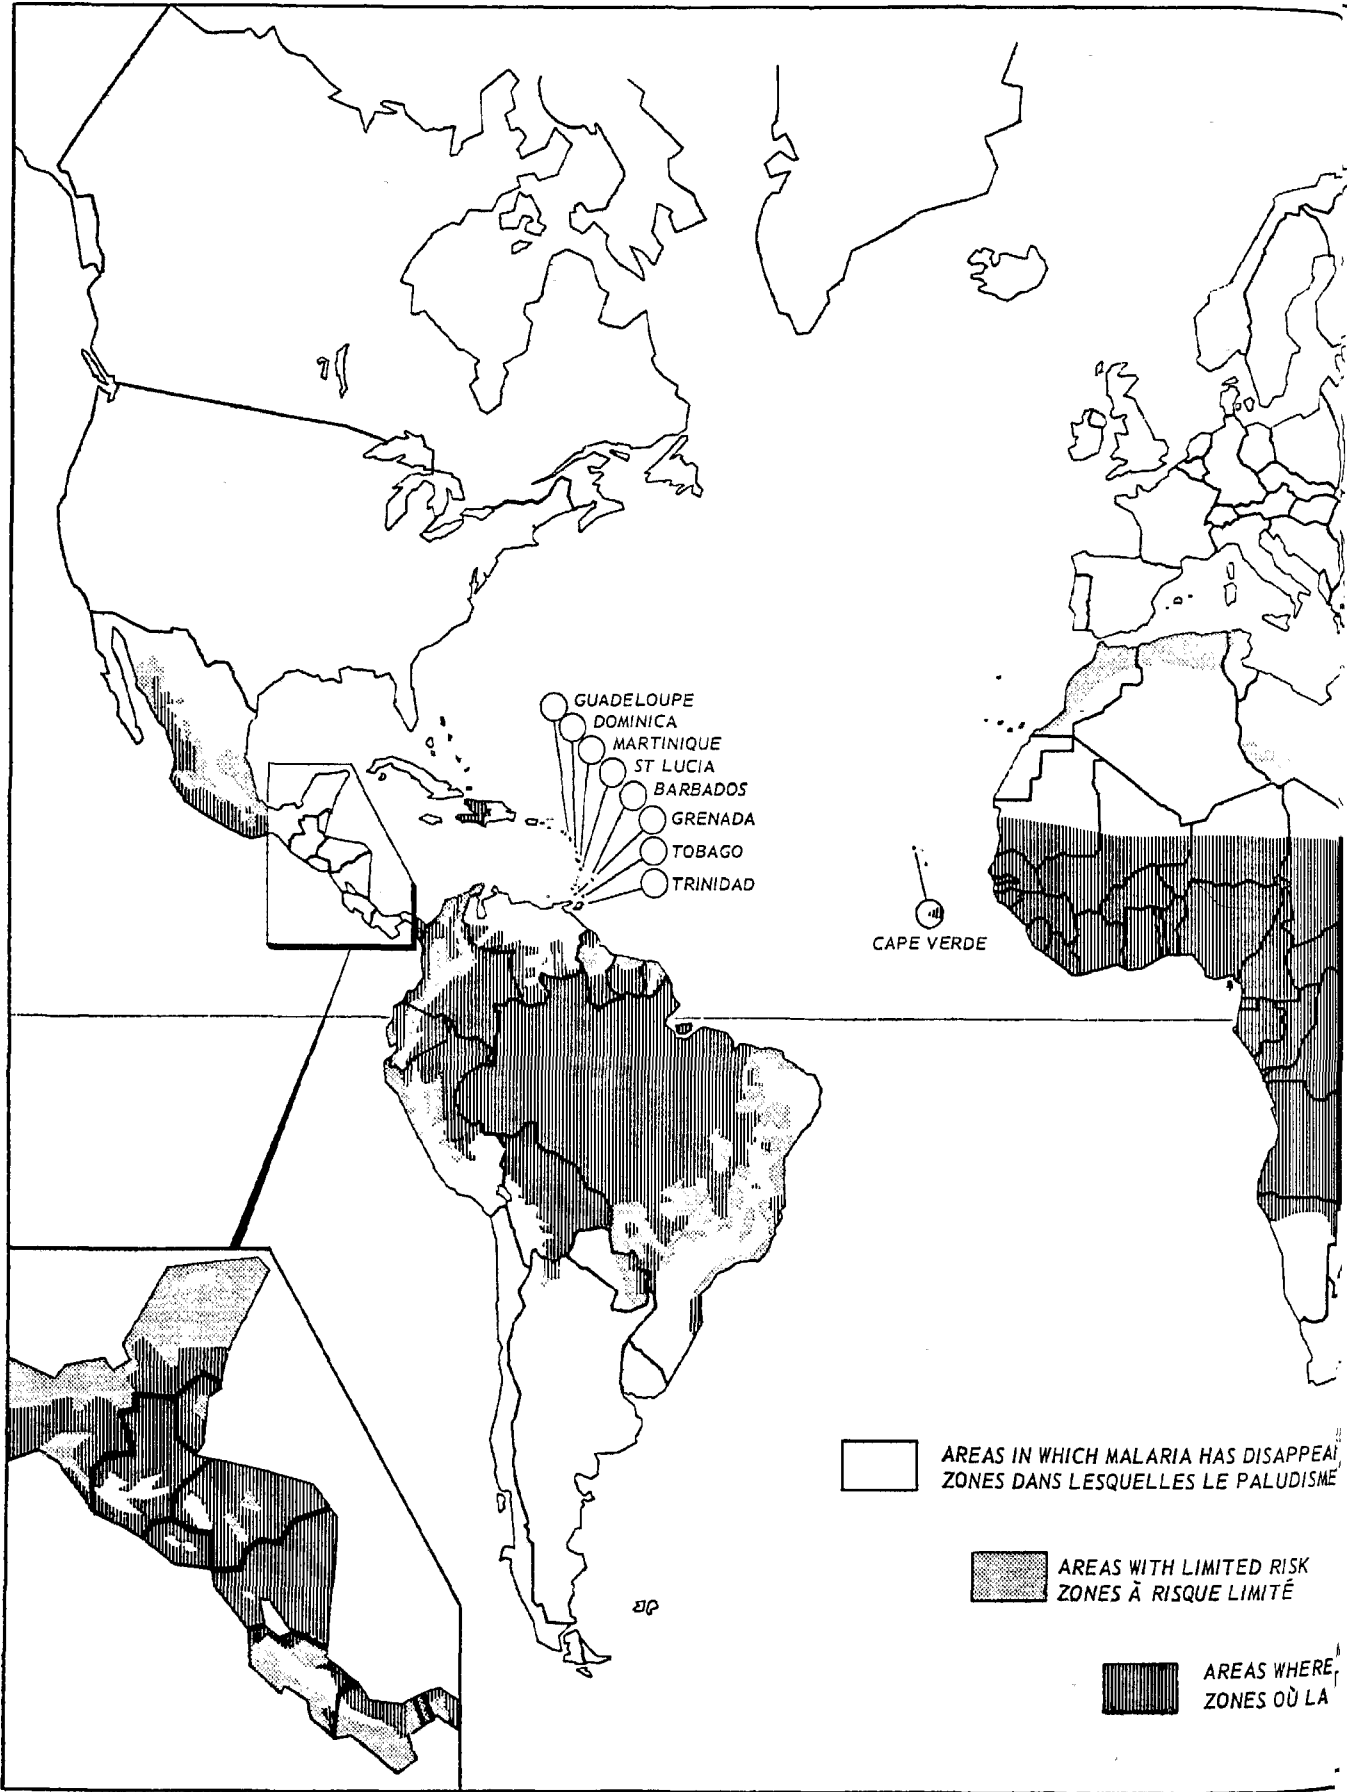 GUADELOUPE
DOMINICA
MARTINIQUE
ST LUCIA
BARBADOS
GRENADA
TOBAGO
TRINIDAD
CAPE VERDE
AREAS IN WHICH MALARIA HAS
ZONES DANS LESQUELLES LE PALUDISME
AREAS WITH LIMITED RISK
ZONES À RISQUE LIMITÉ
AREAS WHERE
ZONES OÙ LA